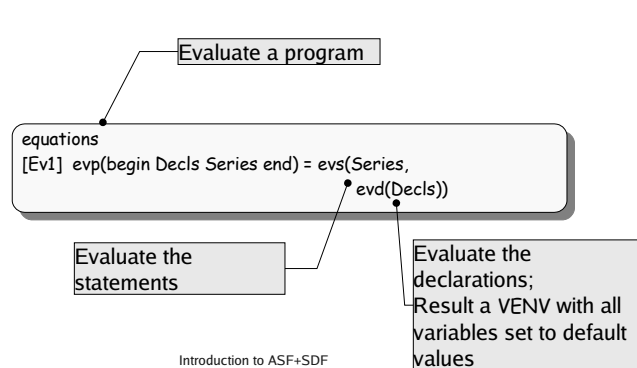 Evaluate a program
equations
[Ev1] evp(begin Decls Series end) = evs(Series,
evd(Decls))
Evaluate the
statements
Evaluate the
declarations;
Result a VENV with all
variables set to default
values
Introduction to ASF+SDF